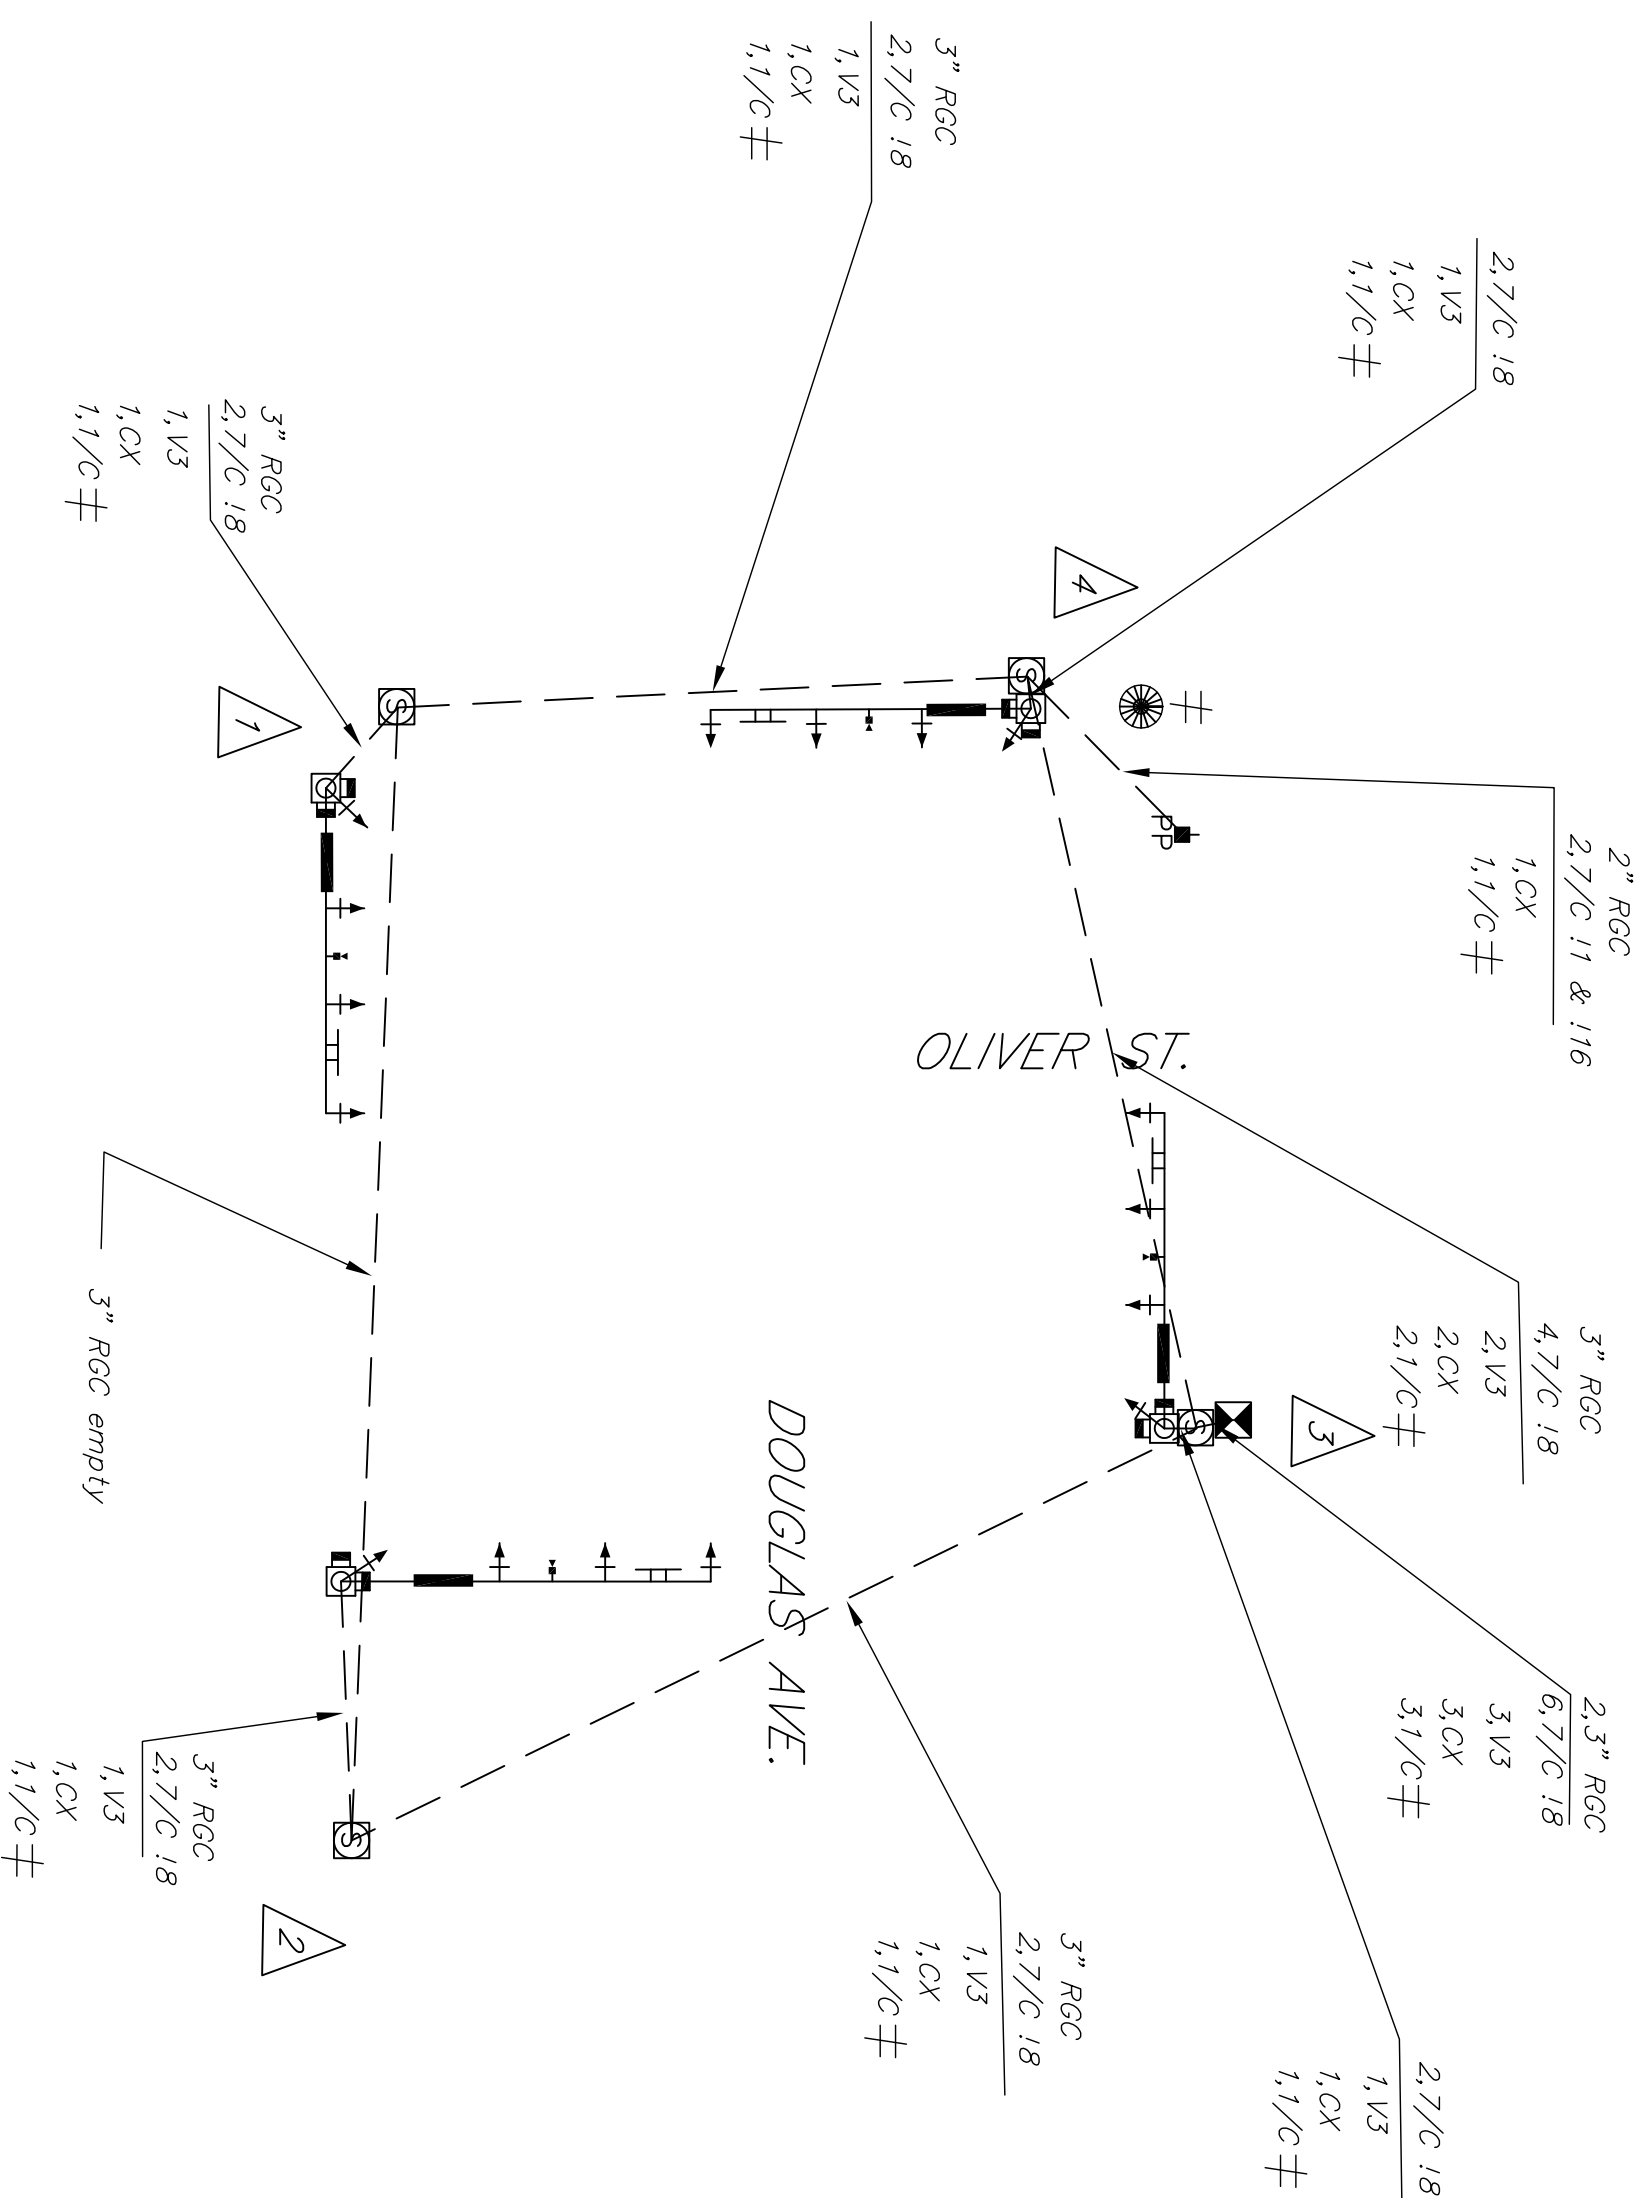 3" RGC
2,7/C !8
1,V3
1,CX
1,1/C
2,7/C !8
1,V3
1,CX
1,1/C
3" RGC
2,7/C !8
1,V3
1,CX
1,1/C
4
S
1
S
PP
2" RGC
2,7/C !1 & !16
1,CX
1,1/C
OLIVER ST.
3" RGC
4,7/C !8
2,V3
2,CX
2,1/C
3
S
3" RGC empty
DOUGLAS AVE.
2,3" RGC
6,7/C !8
3,V3
3,CX
3,1/C
3" RGC
2,7/C !8
1,V3
1,CX
1,1/C
S
2
3" RGC
2,7/C !8
1,V3
1,CX
1,1/C
2,7/C !8
1,V3
1,CX
1,1/C